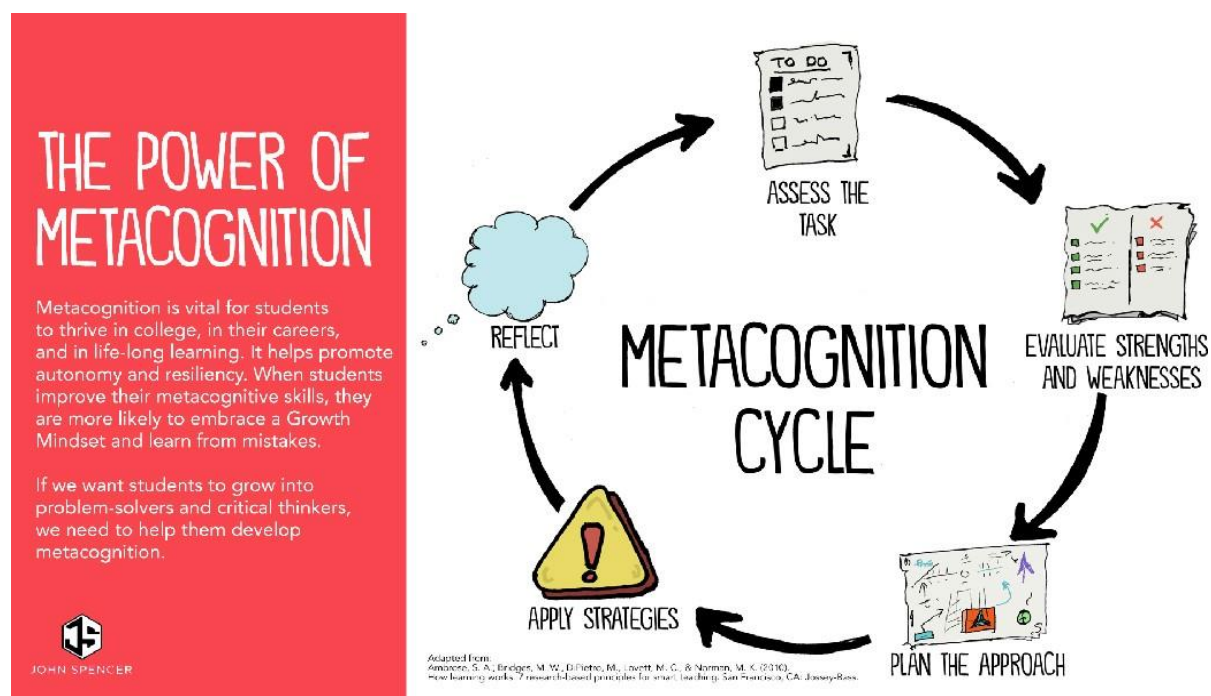 THE POWER OF
METACOGNITION
Metacognition is vital for students
to thrive in college, in their careers,
and in life-long learning. It helps promote
autonomy and resiliency. When students
improve their metacognitive skills, they
are more likely to embrace a Growth
Mindset and learn from mistakes.
If we want students to grow into
problem-solvers and critical thinkers,
we need to help them develop
metacognition.
JS
JOHN SPENCER
TO DO
ASSESS THE
TASK
EVALUATE STRENGTHS
AND WEAKNESSES
PLAN THE APPROACH
APPLY STRATEGIES
REFLECT
METACOGNITION
CYCLE
Adapted from:
Ambrose, S. A., Bridges, M. W., DiPietro, M., Lovett, M. C., & Norman, M. K. (2010).
How learning works: 7 research-based principles for smart teaching. San Francisco, CA: Jossey-Bass.